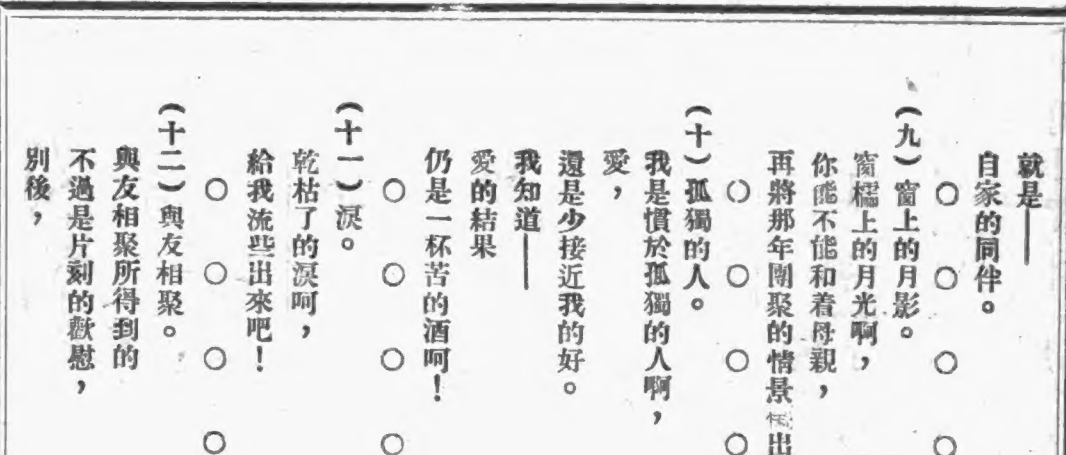 就是——
自家的同伴。
○ ○ ○ ○
(九)窗上的月影。
窗櫺上的月光啊,
你能不能和着母親,
再將那年團聚的情景出
○ ○ ○ ○
(十)孤獨的人。
我是慣於孤獨的人啊,
愛,
還是少接近我的好。
我知道——
愛的結果
仍是一杯苦的酒呵!
○ ○ ○ ○
(十一)淚。
乾枯了的淚呵,
給我流些出來吧!
○ ○ ○ ○
(十二)與友相聚。
與友相聚所得到的
不過是片刻的歡慰,
別後,